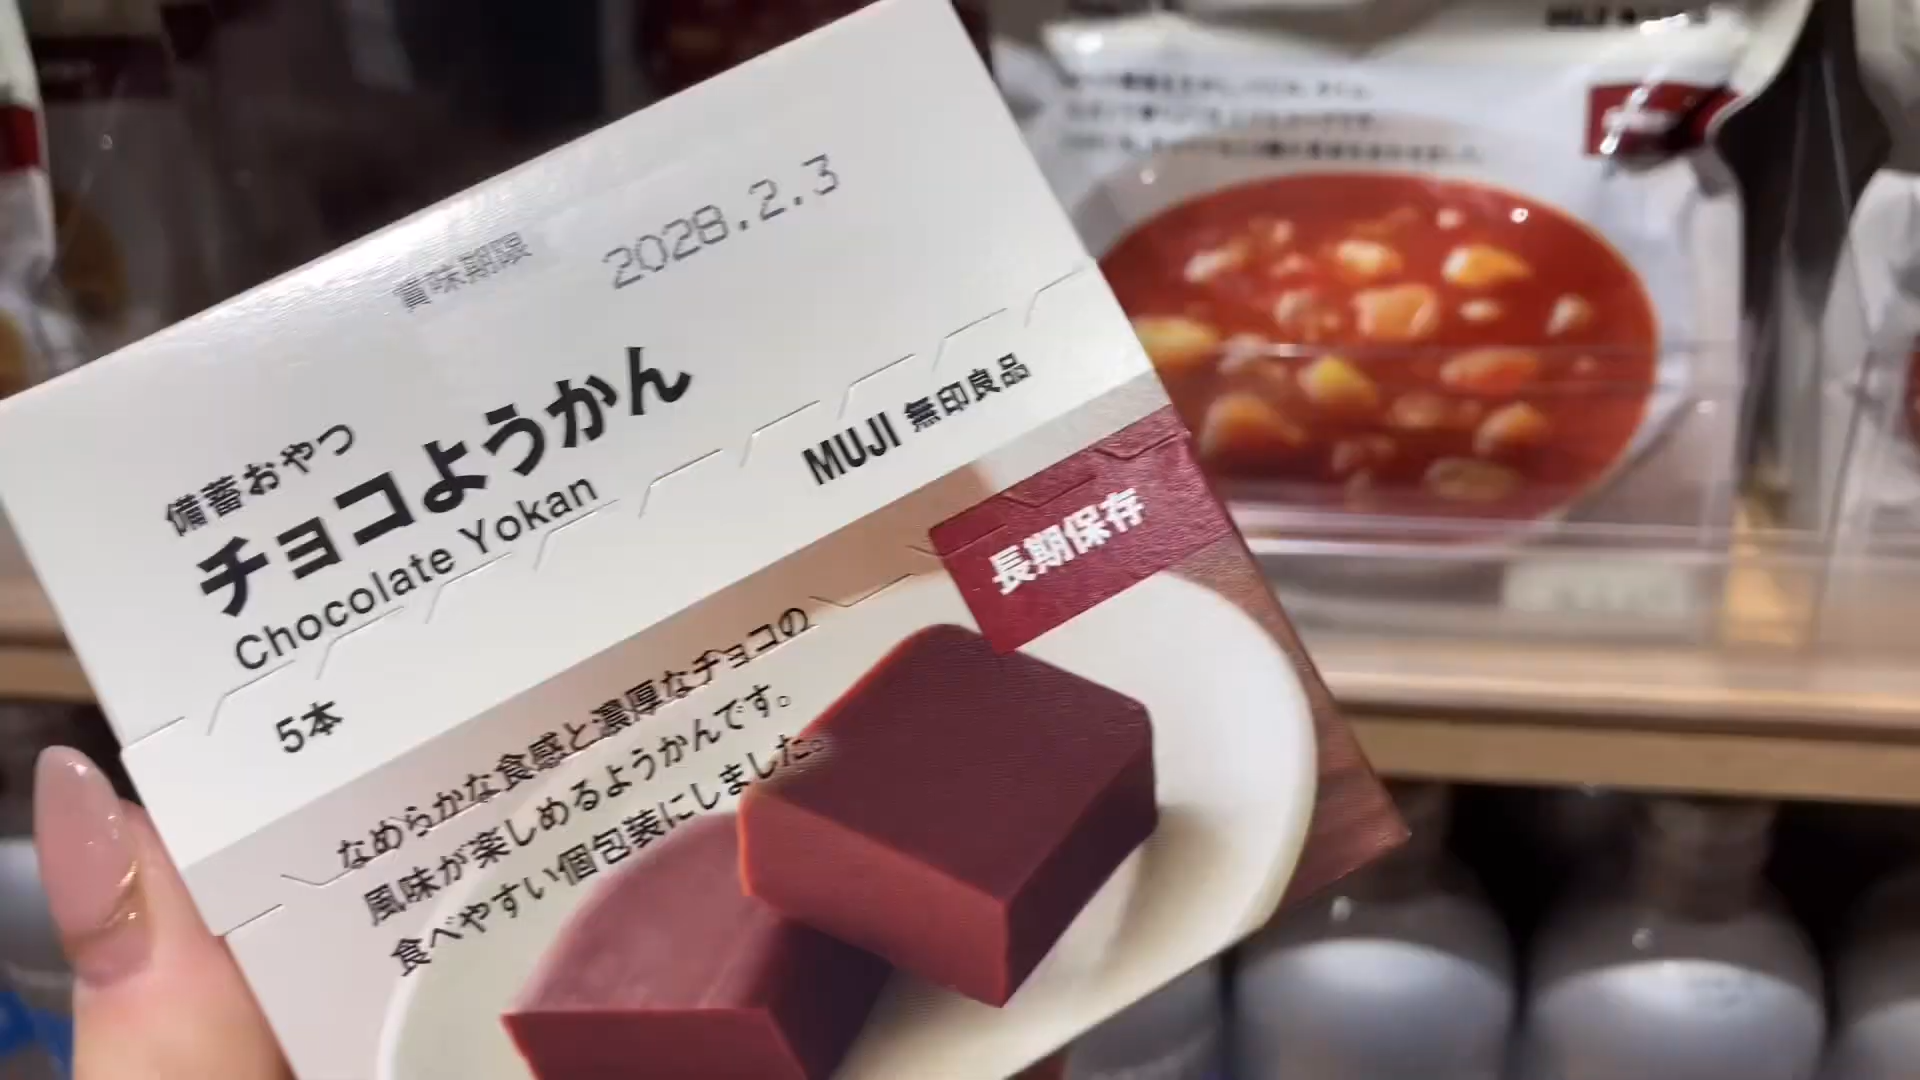 賞味期限 2028.2.3
備蓄おやつ
チョコようかん
Chocolate Yokan
MUJI 無印良品
5本
長期保存
なめらかな食感と濃厚なチョコの
風味が楽しめるようかんです。
食べやすい個包装にしました。